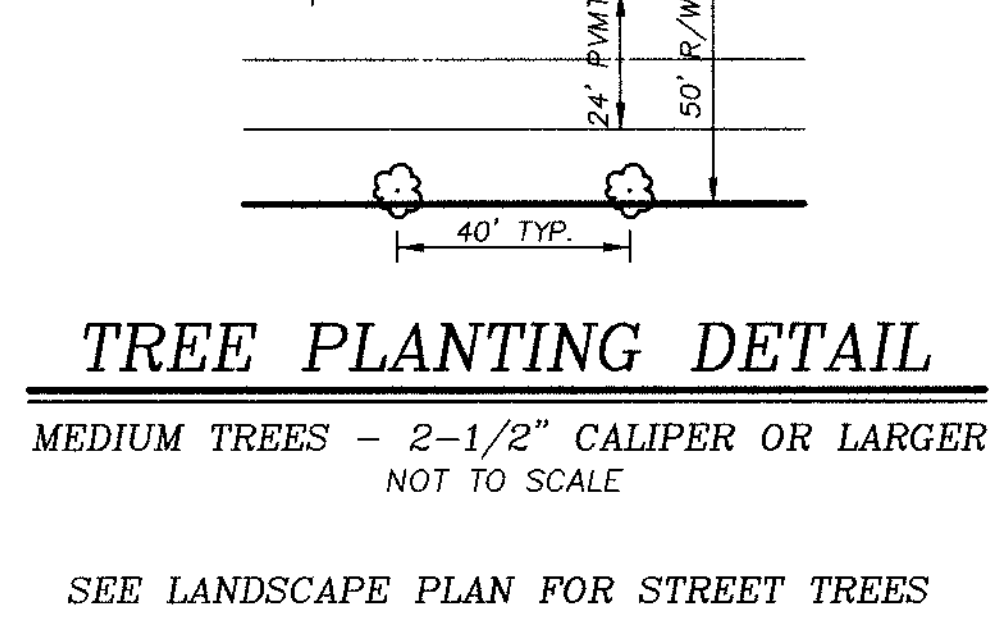 24' PVMT
50' R/W
40' TYP.
TREE PLANTING DETAIL
MEDIUM TREES - 2-1/2" CALIPER OR LARGER
NOT TO SCALE
SEE LANDSCAPE PLAN FOR STREET TREES